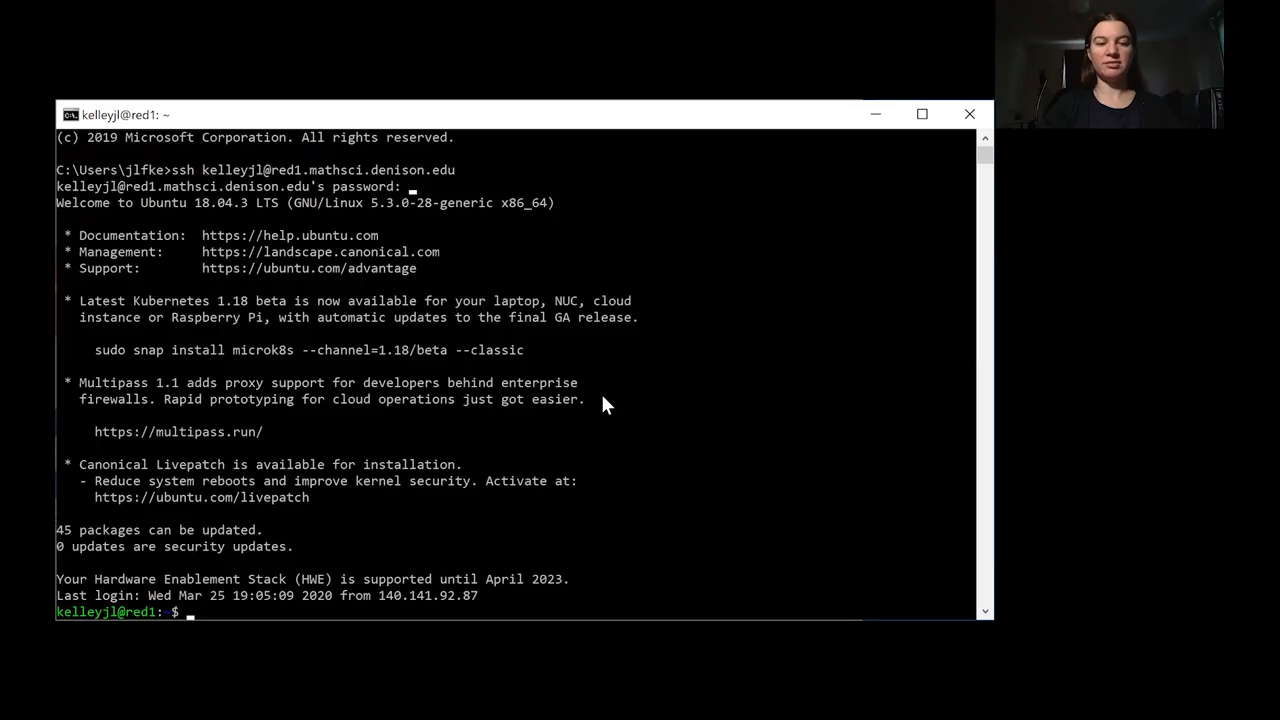 kelleyjl@red1: ~
(c) 2019 Microsoft Corporation. All rights reserved.
C:\Users\jlfke>ssh kelleyjl@red1.mathsci.denison.edu
kelleyjl@red1.mathsci.denison.edu's password:
Welcome to Ubuntu 18.04.3 LTS (GNU/Linux 5.3.0-28-generic x86_64)
* Documentation: https://help.ubuntu.com
* Management: https://landscape.canonical.com
* Support: https://ubuntu.com/advantage
* Latest Kubernetes 1.18 beta is now available for your laptop, NUC, cloud
instance or Raspberry Pi, with automatic updates to the final GA release.
sudo snap install microk8s --channel=1.18/beta --classic
* Multipass 1.1 adds proxy support for developers behind enterprise
firewalls. Rapid prototyping for cloud operations just got easier.
https://multipass.run/
* Canonical Livepatch is available for installation.
- Reduce system reboots and improve kernel security. Activate at:
https://ubuntu.com/livepatch
45 packages can be updated.
0 updates are security updates.
Your Hardware Enablement Stack (HWE) is supported until April 2023.
Last login: Wed Mar 25 19:05:09 2020 from 140.141.92.87
kelleyjl@red1:~$